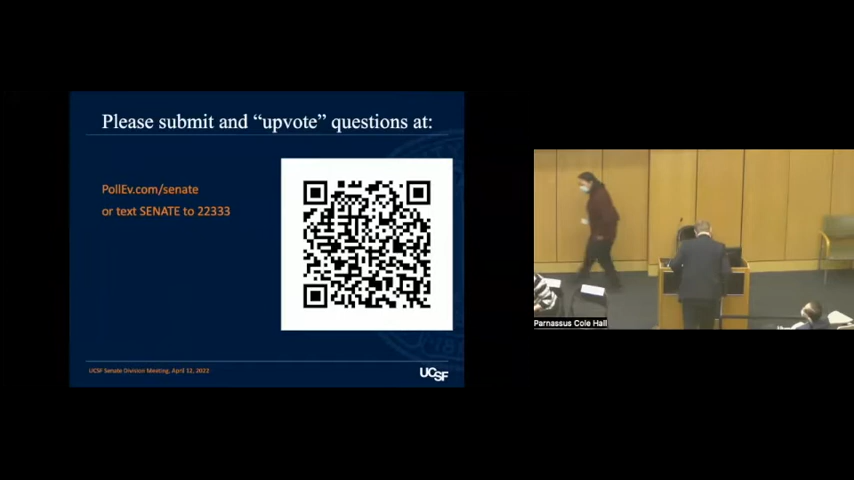 Please submit and “upvote” questions at:
PollEv.com/senate
or text SENATE to 22333
UCSF Senate Division Meeting, April 12, 2022
UCSF
Parnassus Cole Hall